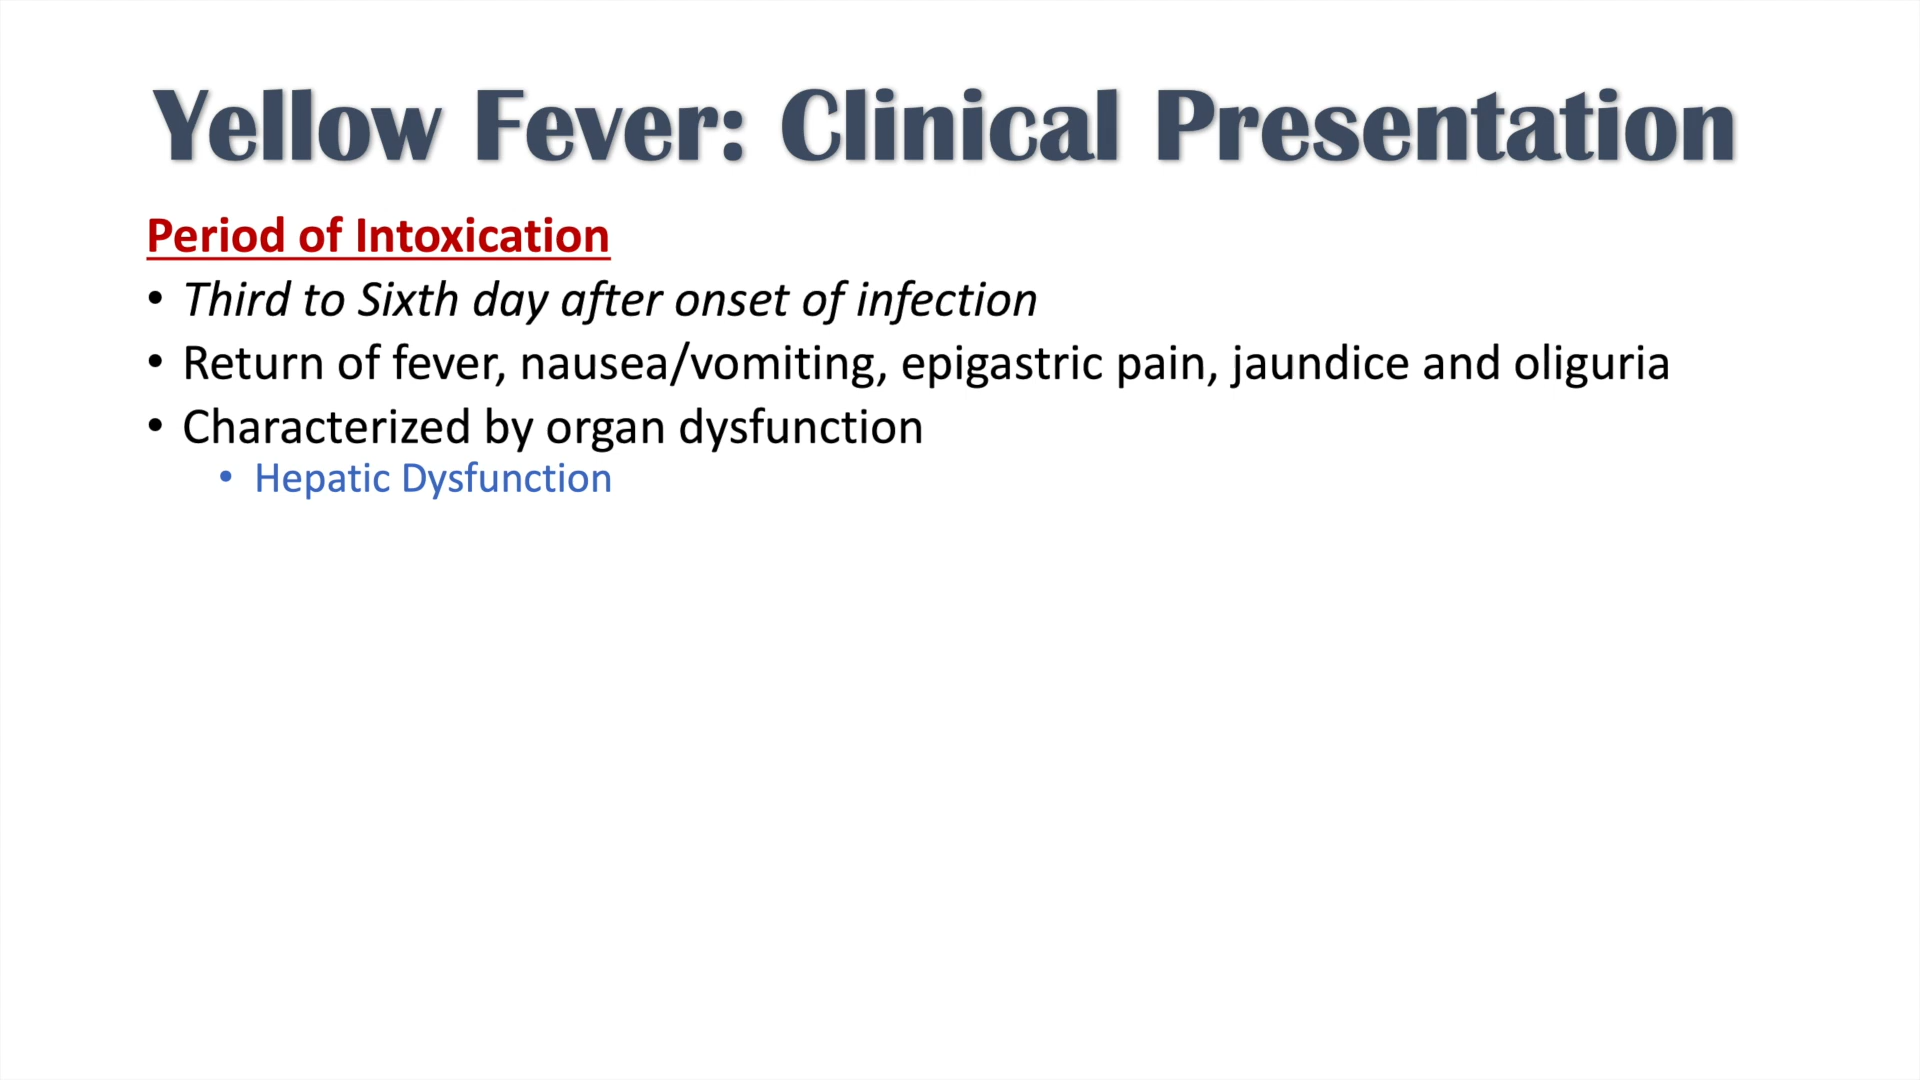 Yellow Fever: Clinical Presentation
Period of Intoxication
• Third to Sixth day after onset of infection
• Return of fever, nausea/vomiting, epigastric pain, jaundice and oliguria
• Characterized by organ dysfunction
• Hepatic Dysfunction